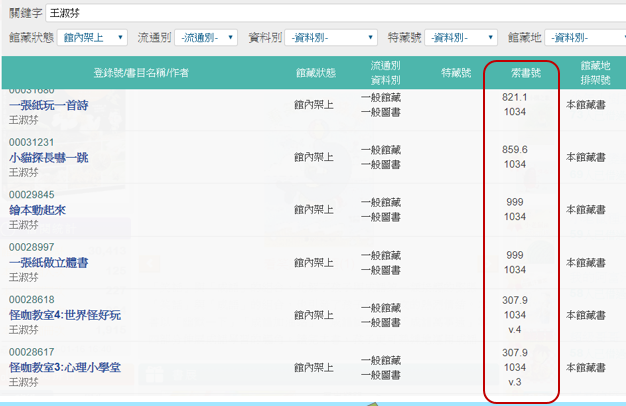 關鍵字 王淑芬
館藏狀態 館內架上 流通別 -流通別- 資料別 -資料別- 特藏號 -資料別- 館藏地 -資料別-
登錄號/書目名稱/作者 館藏狀態 流通別 資料別 特藏號 索書號 館藏地 排架號
00031680
一張紙玩一首詩
王淑芬
館內架上
一般館藏
一般圖書
821.1
1034
本館藏書
00031231
小貓探長嚇一跳
王淑芬
館內架上
一般館藏
一般圖書
859.6
1034
本館藏書
00029845
繪本動起來
王淑芬
館內架上
一般館藏
一般圖書
999
1034
本館藏書
00028997
一張紙做立體書
王淑芬
館內架上
一般館藏
一般圖書
999
1034
本館藏書
00028618
怪咖教室4:世界怪好玩
王淑芬
館內架上
一般館藏
一般圖書
307.9
1034
v.4
本館藏書
00028617
怪咖教室3:心理小學堂
王淑芬
館內架上
一般館藏
一般圖書
307.9
1034
v.3
本館藏書